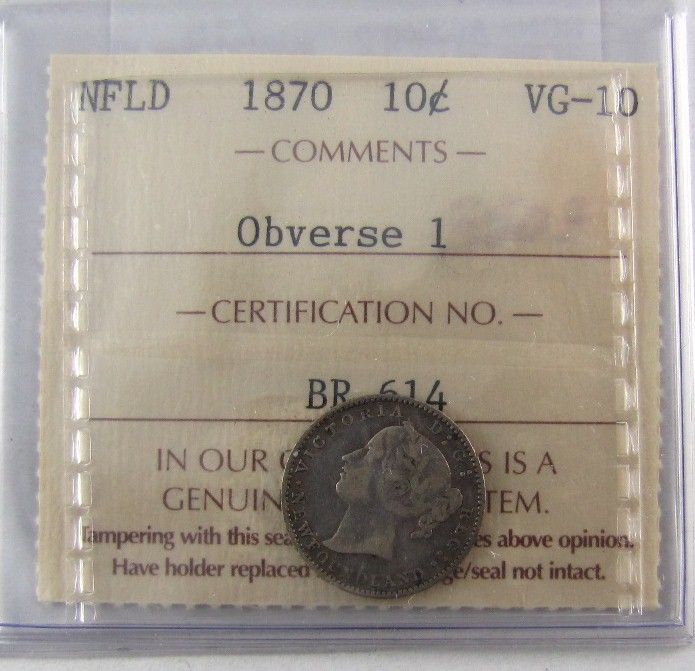 NFLD 1870 10¢ VG-10
— COMMENTS —
Obverse 1
— CERTIFICATION NO. —
BR 614
IN OUR S IS A
GENUIN TEM.
Tampering with this sea es above opinion.
Have holder replaced e/seal not intact.
VICTORIA D:G: REG: NEWFOUNDLAND